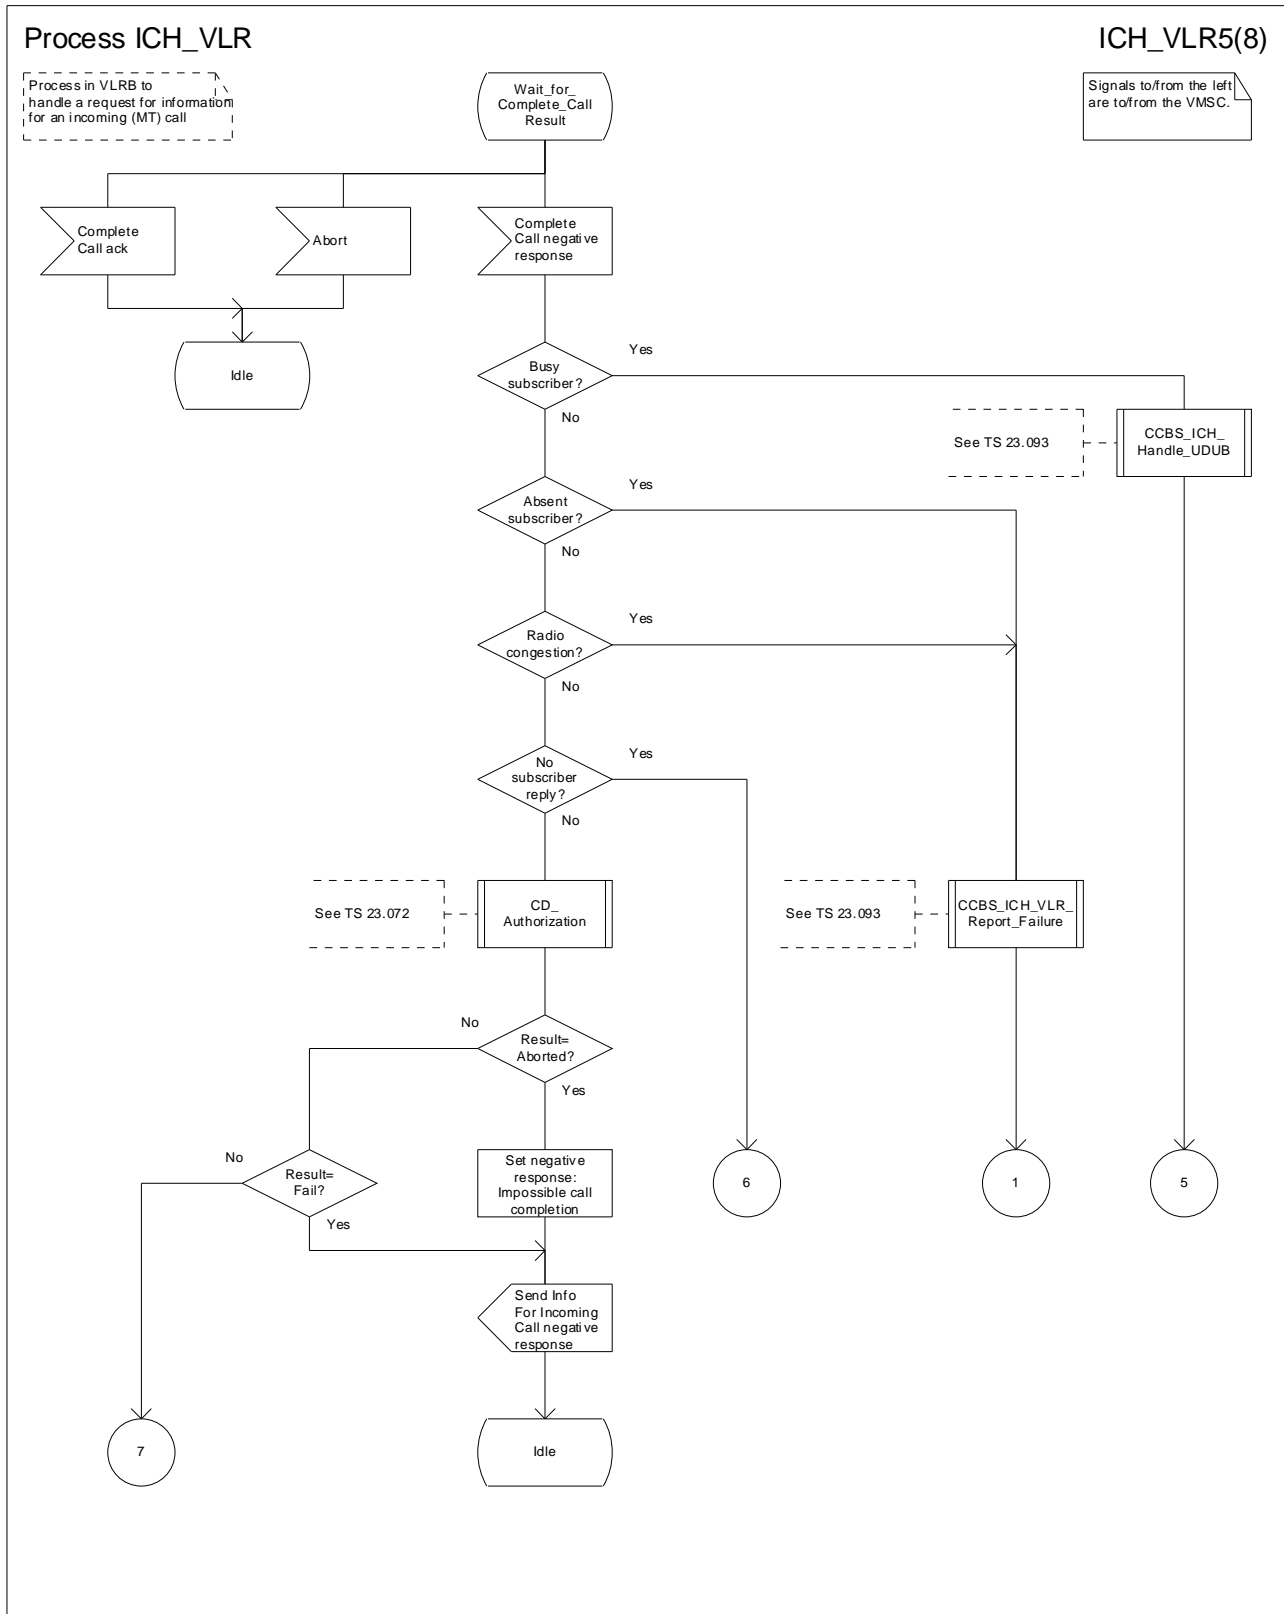 Process ICH_VLR
ICH_VLR5(8)
Process in VLRB to
handle a request for information
for an incoming (MT) call
Wait_for_
Complete_Call
Result
Signals to/from the left
are to/from the VMSC.
Complete
Call ack
Abort
Complete
Call negative
response
Idle
Busy
subscriber?
Yes
No
See TS 23.093
CCBS_ICH_
Handle_UDUB
Absent
subscriber?
Yes
No
Radio
congestion?
Yes
No
No
subscriber
reply?
Yes
No
See TS 23.072
CD_
Authorization
See TS 23.093
CCBS_ICH_VLR_
Report_Failure
No
Result=
Aborted?
Yes
No
Result=
Fail?
Yes
Set negative
response:
Impossible call
completion
6
1
5
Send Info
For Incoming
Call negative
response
7
Idle